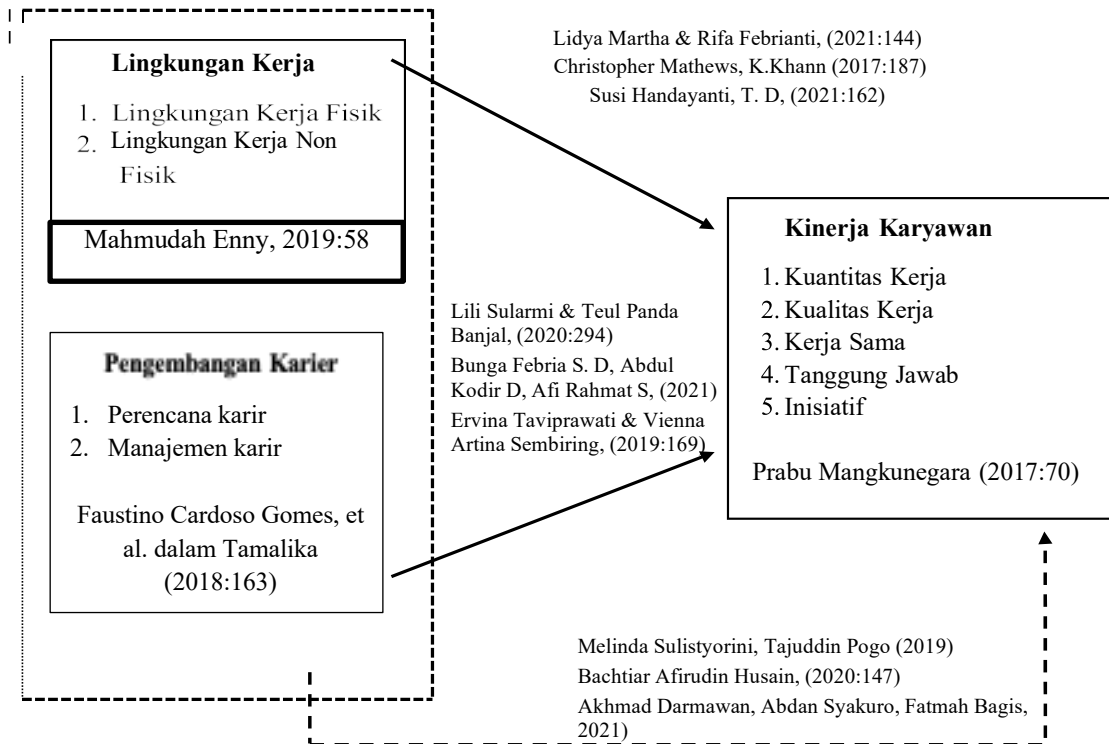 Lingkungan Kerja
1. Lingkungan Kerja Fisik
2. Lingkungan Kerja Non
Fisik
Mahmudah Enny, 2019:58
Pengembangan Karier
1. Perencana karir
2. Manajemen karir
Faustino Cardoso Gomes, et
al. dalam Tamalika
(2018:163)
Lidya Martha & Rifa Febrianti, (2021:144)
Christopher Mathews, K.Khann (2017:187)
Susi Handayanti, T. D, (2021:162)
Lili Sularmi & Teul Panda
Banjal, (2020:294)
Bunga Febria S. D, Abdul
Kodir D, Afi Rahmat S, (2021)
Ervina Taviprawati & Vienna
Artina Sembiring, (2019:169)
Kinerja Karyawan
1. Kuantitas Kerja
2. Kualitas Kerja
3. Kerja Sama
4. Tanggung Jawab
5. Inisiatif
Prabu Mangkunegara (2017:70)
Melinda Sulistyorini, Tajuddin Pogo (2019)
Bachtiar Afirudin Husain, (2020:147)
Akhmad Darmawan, Abdan Syakuro, Fatmah Bagis,
2021)